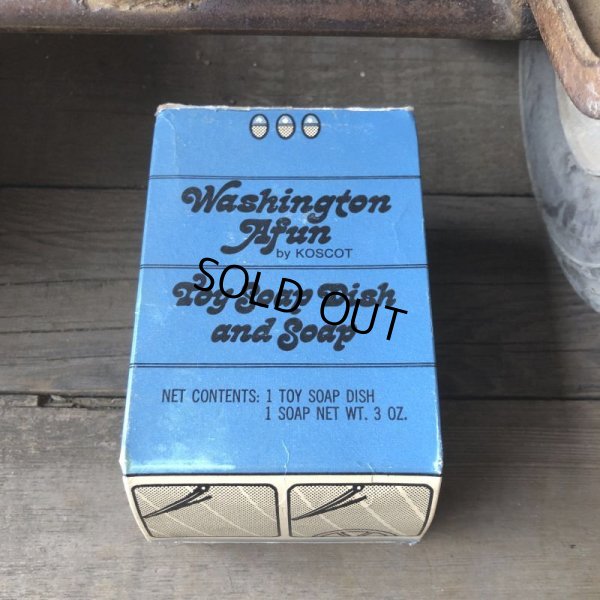 Washington
Afun
by KOSCOT
Toy Soap Dish
and Soap
SOLD OUT
NET CONTENTS: 1 TOY SOAP DISH
1 SOAP NET WT. 3 OZ.